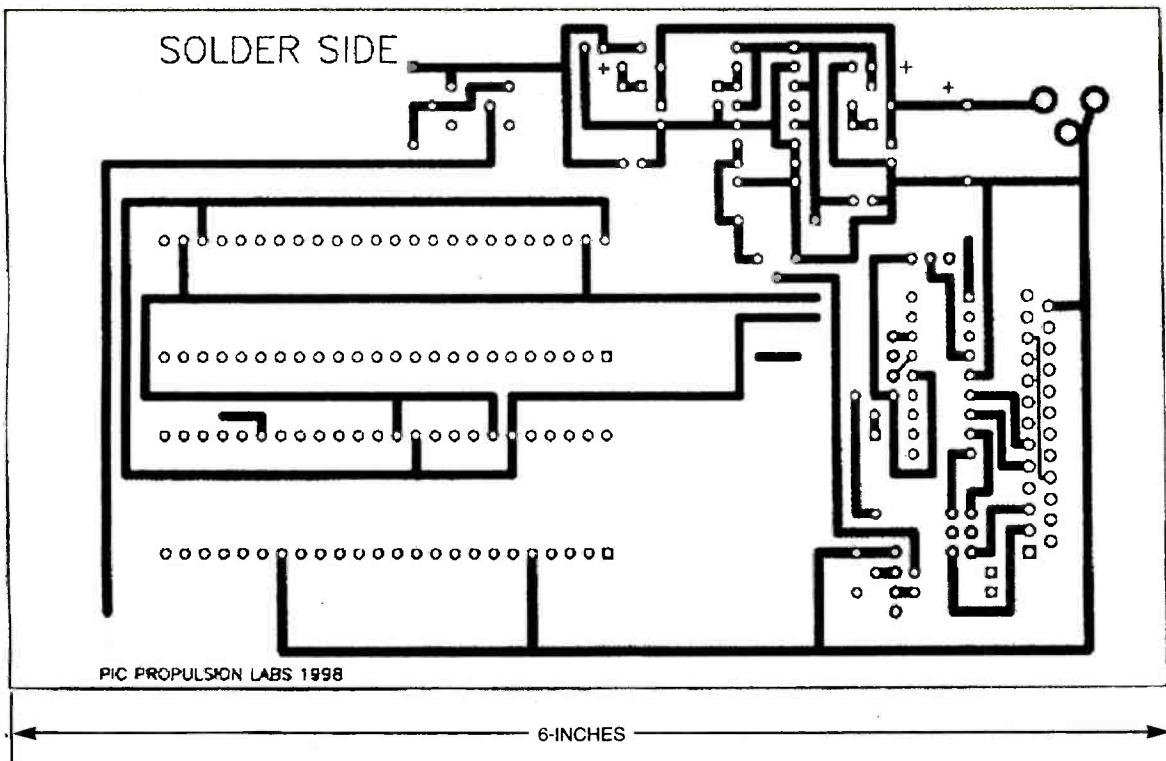 SOLDER SIDE
+
+
+
PIC PROPULSION LABS 1998
6-INCHES